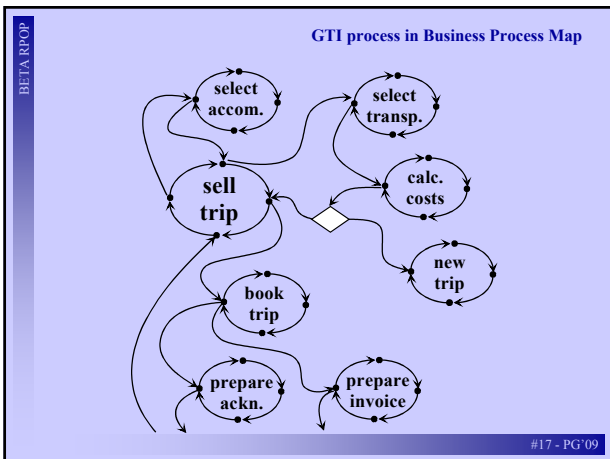 BETA RPOP
GTI process in Business Process Map
select
accom.
select
transp.
sell
trip
calc.
costs
new
trip
book
trip
prepare
ackn.
prepare
invoice
#17 - PG'09